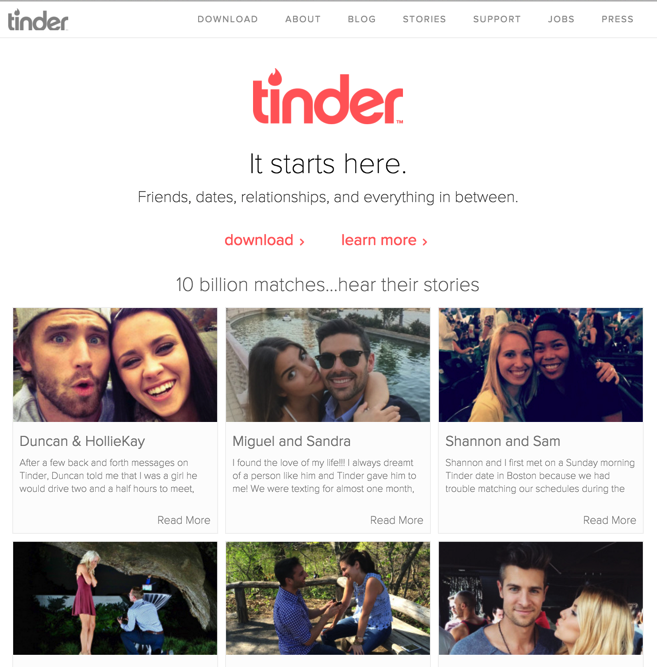 tinder
DOWNLOAD ABOUT BLOG STORIES SUPPORT JOBS PRESS
tinder™
It starts here.
Friends, dates, relationships, and everything in between.
download › learn more ›
10 billion matches...hear their stories
Duncan & HollieKay
After a few back and forth messages on
Tinder, Duncan told me that I was a girl he
would drive two and a half hours to meet,
Read More
Miguel and Sandra
I found the love of my life!!! I always dreamt
of a person like him and Tinder gave him to
me! We were texting for almost one month,
Read More
Shannon and Sam
Shannon and I first met on a Sunday morning
Tinder date in Boston because we had
trouble matching our schedules during the
Read More